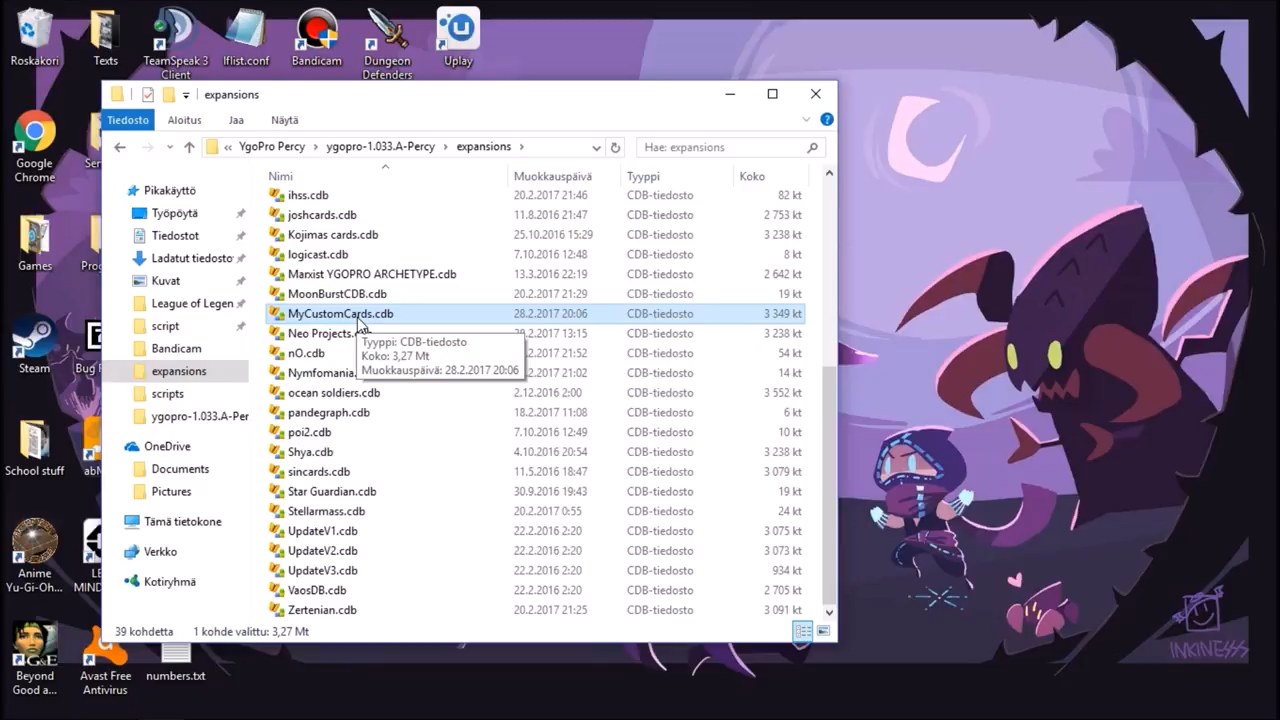 Roskakori
Texts
TeamSpeak 3 Client
lflist.conf
Bandicam
Dungeon Defenders
Uplay
expansions
Tiedosto Aloitus Jaa Näytä
« YgoPro Percy › ygopro-1.033.A-Percy › expansions ›
Hae: expansions
Nimi Muokkauspäivä Tyyppi Koko
ihss.cdb 20.2.2017 21:46 CDB-tiedosto 82 kt
joshcards.cdb 11.8.2016 21:47 CDB-tiedosto 2 753 kt
Kojimas cards.cdb 25.10.2016 15:29 CDB-tiedosto 3 238 kt
logicast.cdb 7.10.2016 12:48 CDB-tiedosto 8 kt
Marxist YGOPRO ARCHETYPE.cdb 13.3.2016 22:19 CDB-tiedosto 2 642 kt
MoonBurstCDB.cdb 20.2.2017 21:29 CDB-tiedosto 19 kt
MyCustomCards.cdb 28.2.2017 20:06 CDB-tiedosto 3 349 kt
Neo Projects. 2.2017 13:15 CDB-tiedosto 3 238 kt
nO.cdb 2017 21:52 CDB-tiedosto 54 kt
Nymfomania. 2017 21:02 CDB-tiedosto 14 kt
ocean soldiers.cdb 2.12.2016 2:00 CDB-tiedosto 3 552 kt
pandegraph.cdb 18.2.2017 11:08 CDB-tiedosto 6 kt
poi2.cdb 7.10.2016 12:49 CDB-tiedosto 10 kt
Shya.cdb 4.10.2016 20:54 CDB-tiedosto 3 238 kt
sincards.cdb 11.5.2016 18:47 CDB-tiedosto 3 079 kt
Star Guardian.cdb 30.9.2016 19:43 CDB-tiedosto 19 kt
Stellarmass.cdb 20.2.2017 0:55 CDB-tiedosto 24 kt
UpdateV1.cdb 22.2.2016 2:20 CDB-tiedosto 3 075 kt
UpdateV2.cdb 22.2.2016 2:20 CDB-tiedosto 3 073 kt
UpdateV3.cdb 22.2.2016 2:20 CDB-tiedosto 934 kt
VaosDB.cdb 22.2.2016 2:20 CDB-tiedosto 2 705 kt
Zertenian.cdb 20.2.2017 21:25 CDB-tiedosto 3 091 kt
Tyyppi: CDB-tiedosto
Koko: 3,27 Mt
Muokkauspäivä: 28.2.2017 20:06
Pikakäyttö
Työpöytä
Tiedostot
Ladatut tiedosto
Kuvat
League of Legen
script
Bandicam
expansions
scripts
ygopro-1.033.A-Per
OneDrive
Documents
Pictures
Tämä tietokone
Verkko
Kotiryhmä
39 kohdetta 1 kohde valittu: 3,27 Mt
Google Chrome
Games
Steam
School stuff
Anime Yu-Gi-Oh...
Beyond Good a...
Avast Free Antivirus
numbers.txt
INKINESSS